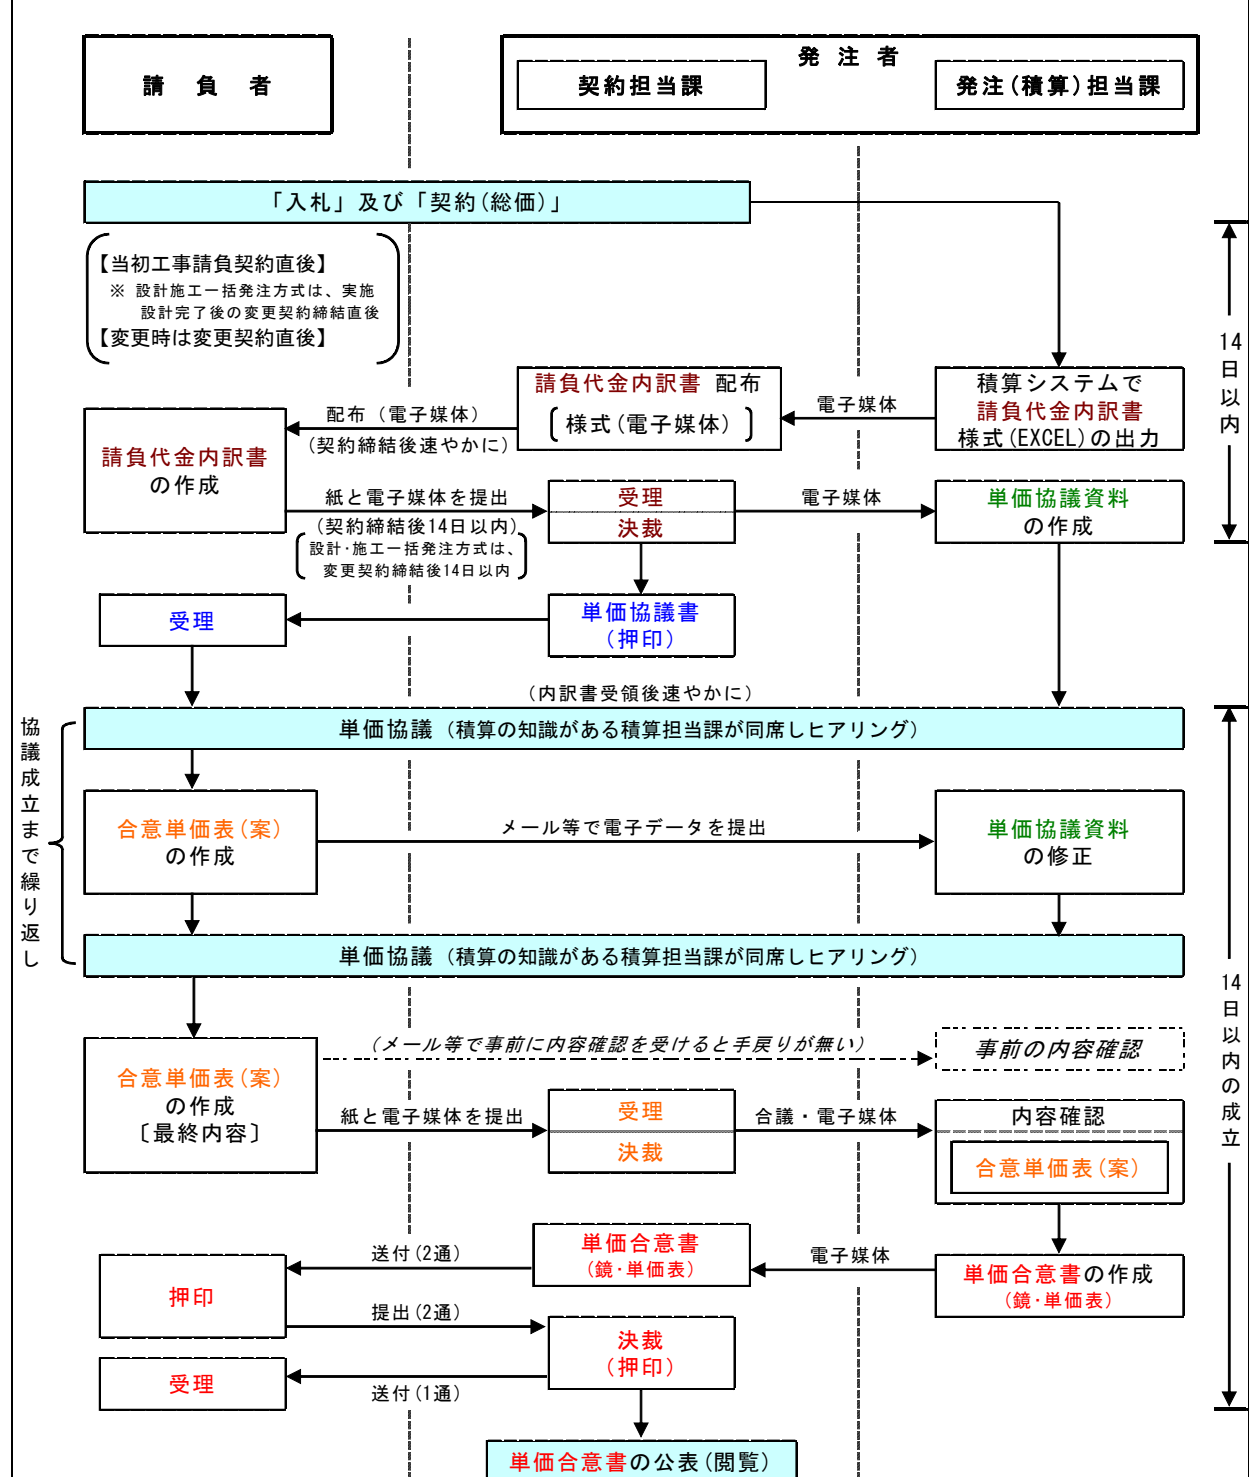 請 負 者
発 注 者
契約担当課
発注(積算)担当課
「入札」及び「契約(総価)」
【当初工事請負契約直後】
※ 設計施工一括発注方式は、実施
設計完了後の変更契約締結直後
【変更時は変更契約直後】
14日以内
積算システムで
請負代金内訳書
様式(EXCEL)の出力
電子媒体
請負代金内訳書 配布
様式(電子媒体)
配布(電子媒体)
(契約締結後速やかに)
請負代金内訳書
の作成
紙と電子媒体を提出
(契約締結後14日以内)
設計・施工一括発注方式は、
変更契約締結後14日以内
受理
決裁
電子媒体
単価協議資料
の作成
単価協議書
(押印)
受理
(内訳書受領後速やかに)
単価協議(積算の知識がある積算担当課が同席しヒアリング)
協議成立まで繰り返し
合意単価表(案)
の作成
メール等で電子データを提出
単価協議資料
の修正
単価協議(積算の知識がある積算担当課が同席しヒアリング)
14日以内の成立
合意単価表(案)
の作成
〔最終内容〕
(メール等で事前に内容確認を受けると手戻りが無い)
事前の内容確認
紙と電子媒体を提出
受理
決裁
合議・電子媒体
内容確認
合意単価表(案)
単価合意書の作成
(鏡・単価表)
電子媒体
単価合意書
(鏡・単価表)
送付(2通)
押印
提出(2通)
決裁
(押印)
送付(1通)
受理
単価合意書の公表(閲覧)